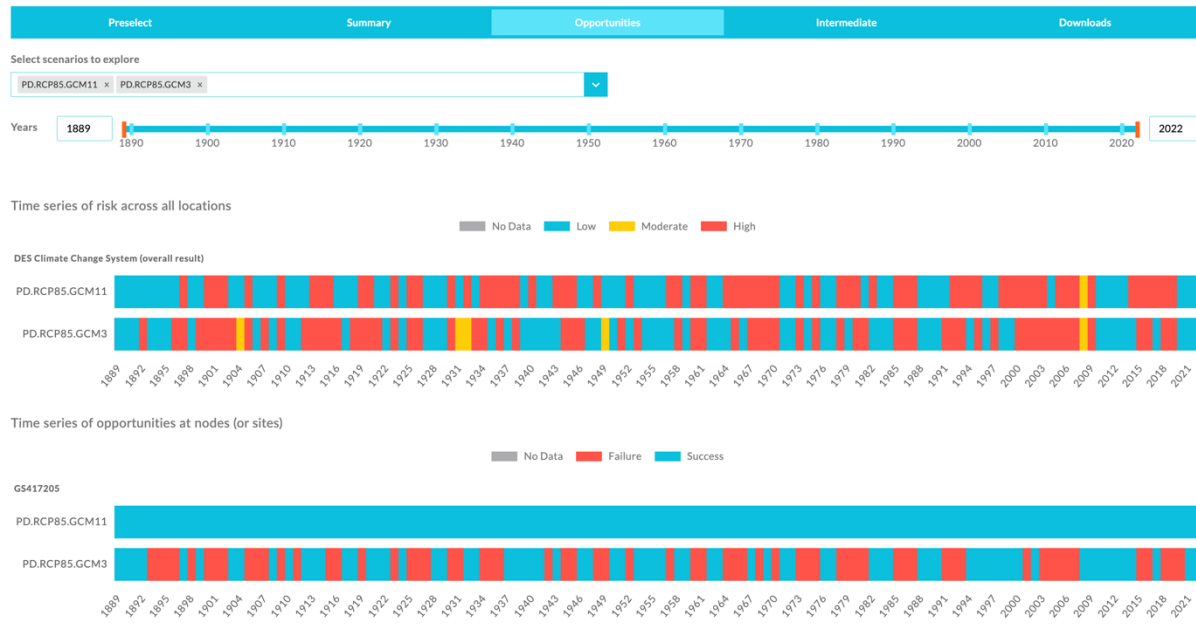 Preselect Summary Opportunities Intermediate Downloads
Select scenarios to explore
PD.RCP85.GCM11 × PD.RCP85.GCM3 ×
Years 1889 2022
1890 1900 1910 1920 1930 1940 1950 1960 1970 1980 1990 2000 2010 2020
Time series of risk across all locations
No Data Low Moderate High
DES Climate Change System (overall result)
PD.RCP85.GCM11
PD.RCP85.GCM3
1889 1892 1895 1898 1901 1904 1907 1910 1913 1916 1919 1922 1925 1928 1931 1934 1937 1940 1943 1946 1949 1952 1955 1958 1961 1964 1967 1970 1973 1976 1979 1982 1985 1988 1991 1994 1997 2000 2003 2006 2009 2012 2015 2018 2021
Time series of opportunities at nodes (or sites)
No Data Failure Success
GS417205
PD.RCP85.GCM11
PD.RCP85.GCM3
1889 1892 1895 1898 1901 1904 1907 1910 1913 1916 1919 1922 1925 1928 1931 1934 1937 1940 1943 1946 1949 1952 1955 1958 1961 1964 1967 1970 1973 1976 1979 1982 1985 1988 1991 1994 1997 2000 2003 2006 2009 2012 2015 2018 2021